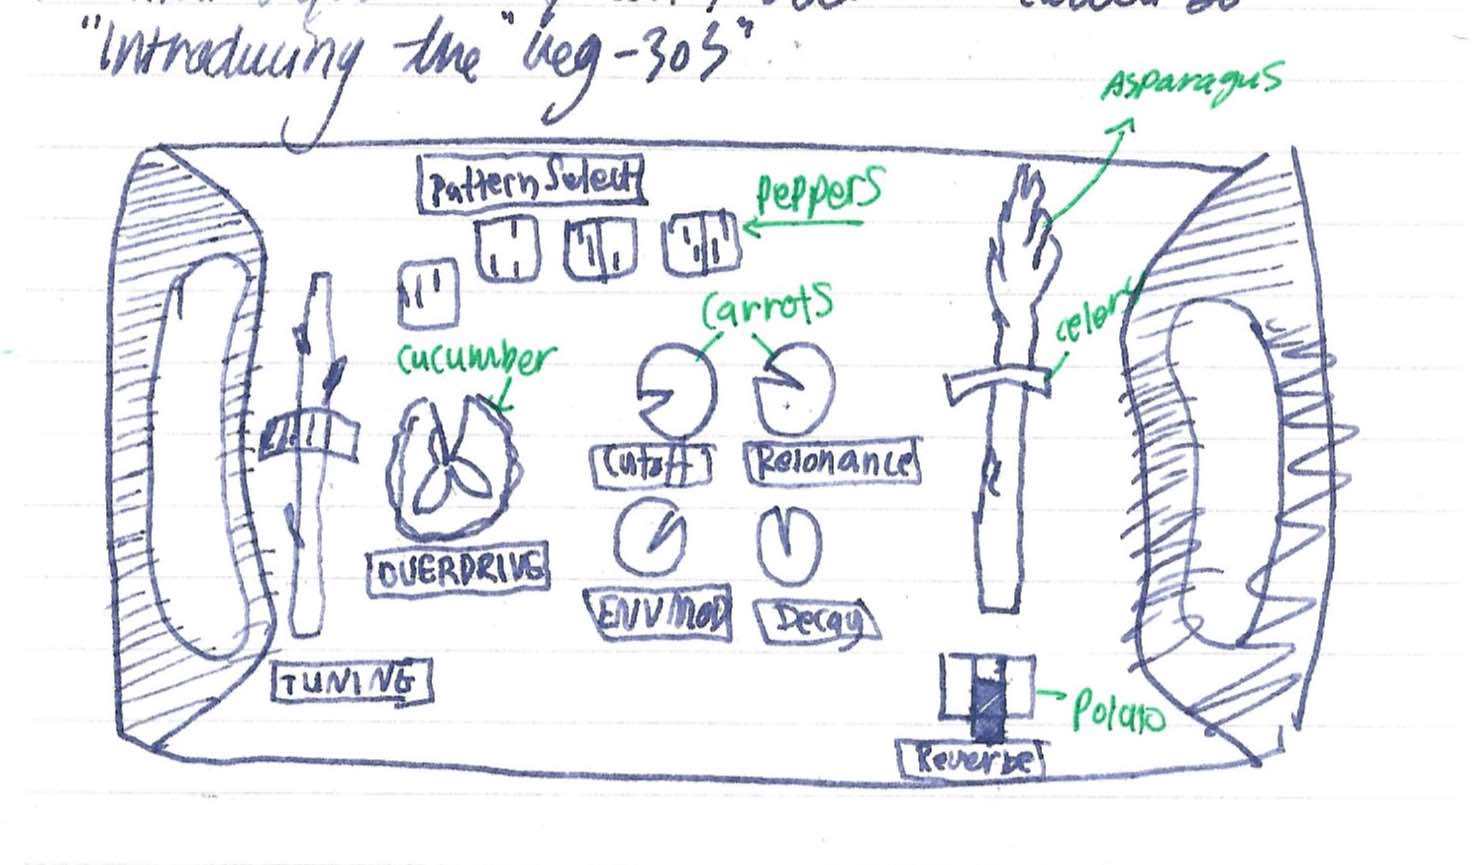 "Introducing the "Veg-303"
Asparagus
Pattern Select
Peppers
Carrots
celery
cucumber
Cutoff
Resonance
OVERDRIVE
ENV MOD
Decay
TUNING
Potato
Reverbe